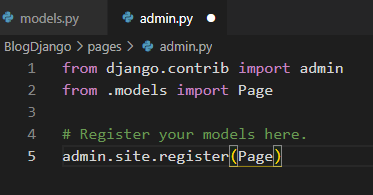 models.py admin.py
BlogDjango > pages > admin.py
1 from django.contrib import admin
2 from .models import Page
3
4 # Register your models here.
5 admin.site.register(Page)